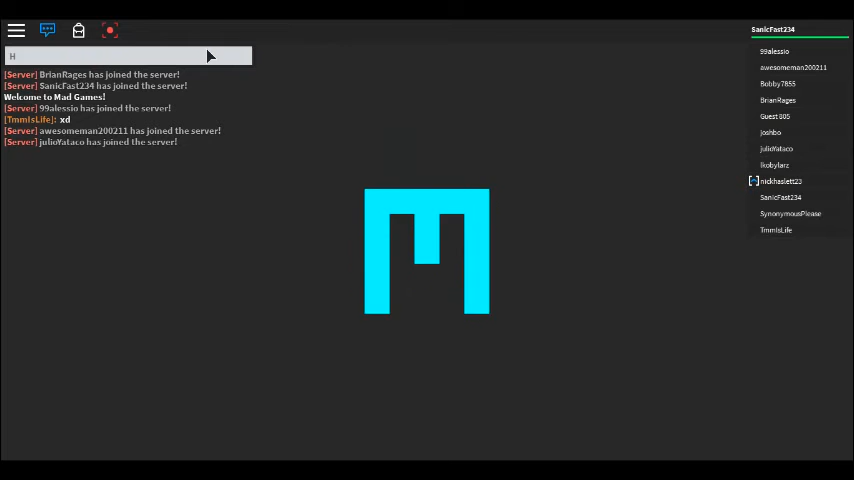 SanicFast234
H
[Server] BrianRages has joined the server!
[Server] SanicFast234 has joined the server!
Welcome to Mad Games!
[Server] 99alessio has joined the server!
[TmmIsLife]: xd
[Server] awesomeman200211 has joined the server!
[Server] julioYataco has joined the server!
M
99alessio
awesomeman200211
Bobby7855
BrianRages
Guest 805
joshbo
julioYataco
lkobylarz
nickhaslett23
SanicFast234
SynonymousPlease
TmmIsLife